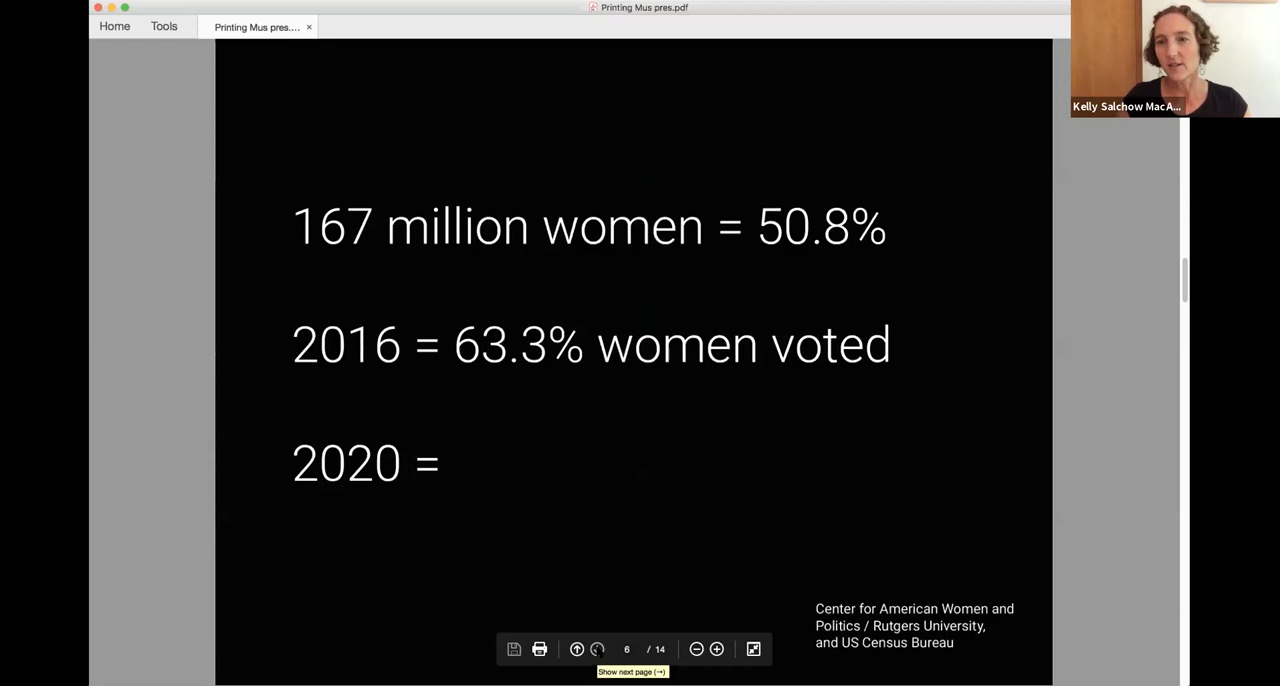 Printing Mus pres.pdf
Home Tools Printing Mus pres.... ×
Kelly Salchow MacA...
167 million women = 50.8%
2016 = 63.3% women voted
2020 =
Center for American Women and
Politics / Rutgers University,
and US Census Bureau
6 / 14
Show next page (→)